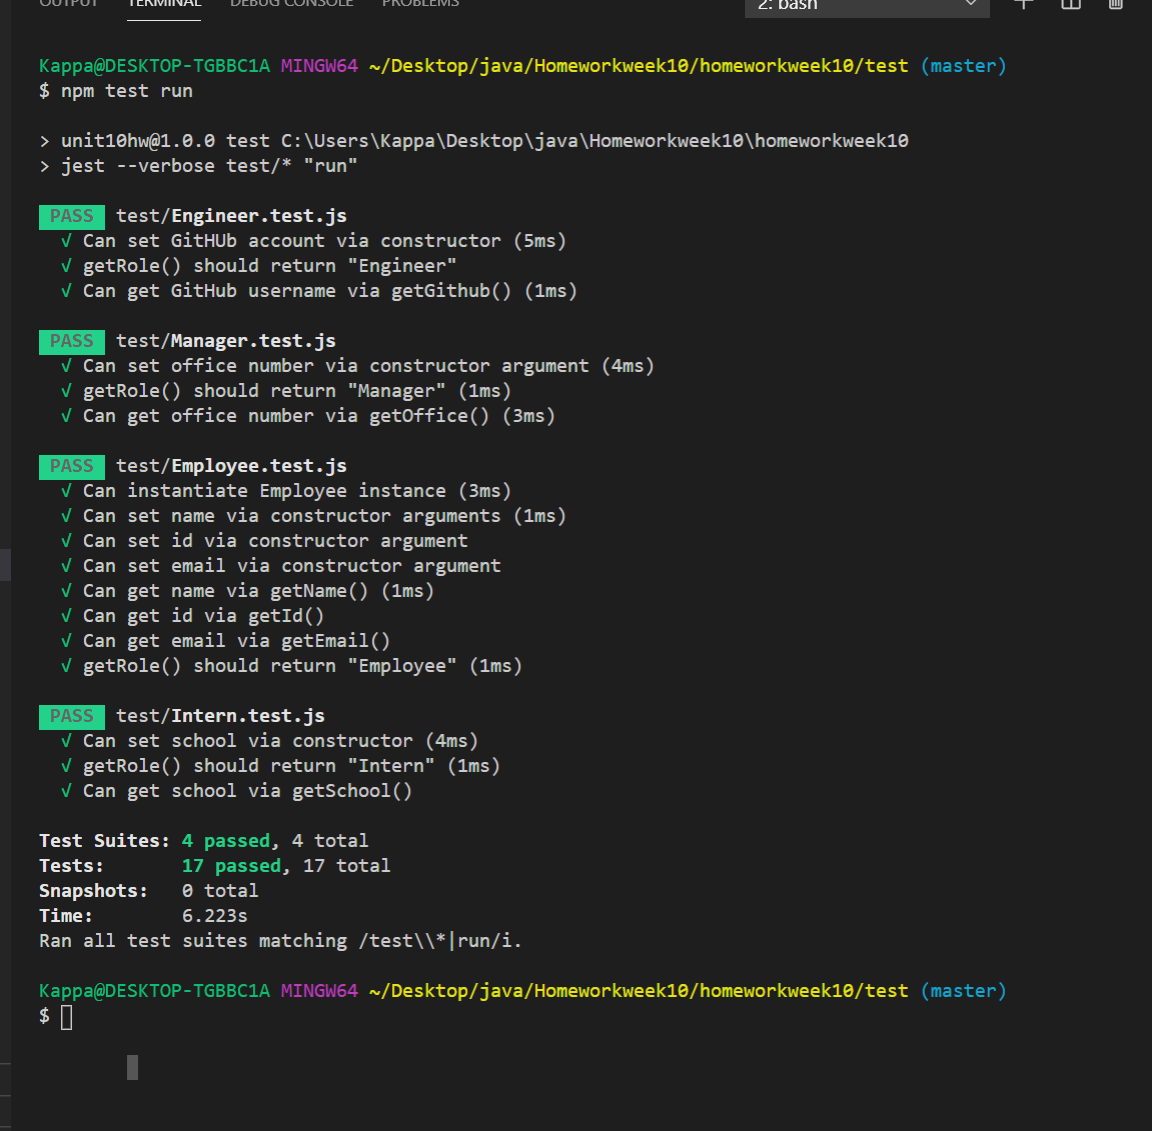 OUTPUT TERMINAL DEBUG CONSOLE PROBLEMS 2: bash
Kappa@DESKTOP-TGBBC1A MINGW64 ~/Desktop/java/Homeworkweek10/homeworkweek10/test (master)
$ npm test run
> unit10hw@1.0.0 test C:\Users\Kappa\Desktop\java\Homeworkweek10\homeworkweek10
> jest --verbose test/* "run"
PASS test/Engineer.test.js
√ Can set GitHUb account via constructor (5ms)
√ getRole() should return "Engineer"
√ Can get GitHub username via getGithub() (1ms)
PASS test/Manager.test.js
√ Can set office number via constructor argument (4ms)
√ getRole() should return "Manager" (1ms)
√ Can get office number via getOffice() (3ms)
PASS test/Employee.test.js
√ Can instantiate Employee instance (3ms)
√ Can set name via constructor arguments (1ms)
√ Can set id via constructor argument
√ Can set email via constructor argument
√ Can get name via getName() (1ms)
√ Can get id via getId()
√ Can get email via getEmail()
√ getRole() should return "Employee" (1ms)
PASS test/Intern.test.js
√ Can set school via constructor (4ms)
√ getRole() should return "Intern" (1ms)
√ Can get school via getSchool()
Test Suites: 4 passed, 4 total
Tests: 17 passed, 17 total
Snapshots: 0 total
Time: 6.223s
Ran all test suites matching /test\\*|run/i.
Kappa@DESKTOP-TGBBC1A MINGW64 ~/Desktop/java/Homeworkweek10/homeworkweek10/test (master)
$